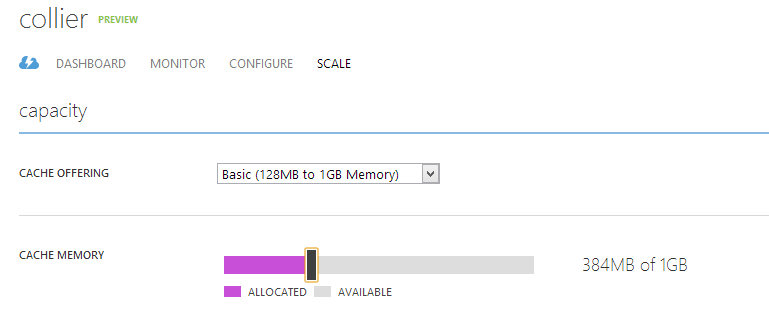 collier PREVIEW
DASHBOARD MONITOR CONFIGURE SCALE
capacity
CACHE OFFERING Basic (128MB to 1GB Memory)
CACHE MEMORY 384MB of 1GB
ALLOCATED AVAILABLE